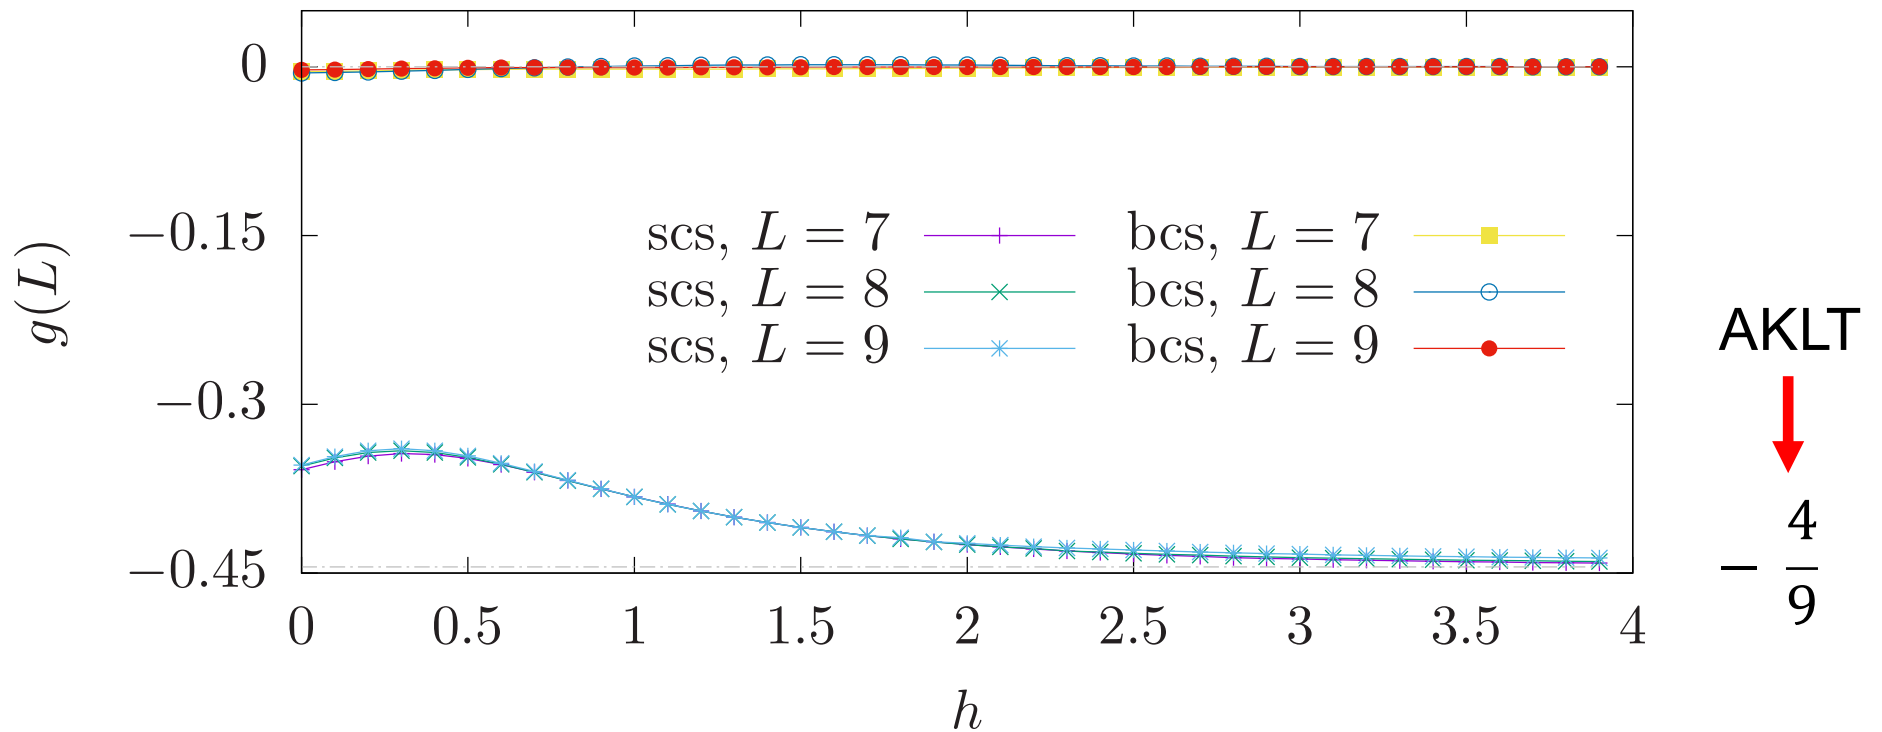 g(L)
0
−0.15
−0.3
−0.45
scs, L = 7
scs, L = 8
scs, L = 9
bcs, L = 7
bcs, L = 8
bcs, L = 9
0 0.5 1 1.5 2 2.5 3 3.5 4
h
AKLT
− 4/9